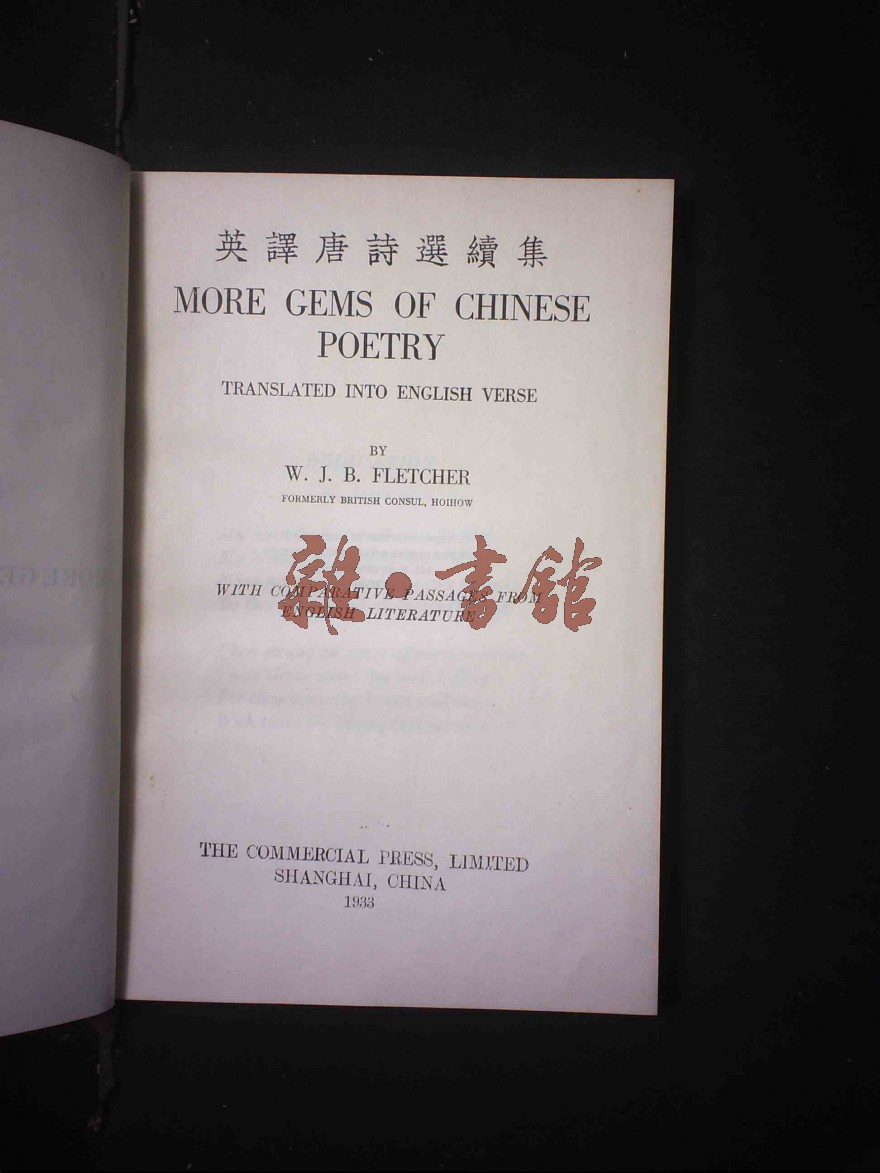 英譯唐詩選續集
MORE GEMS OF CHINESE
POETRY
TRANSLATED INTO ENGLISH VERSE
BY
W. J. B. FLETCHER
FORMERLY BRITISH CONSUL, HOIHOW
WITH COMPARATIVE PASSAGES FROM
ENGLISH LITERATURE
雜·書館
THE COMMERCIAL PRESS, LIMITED
SHANGHAI, CHINA
1933